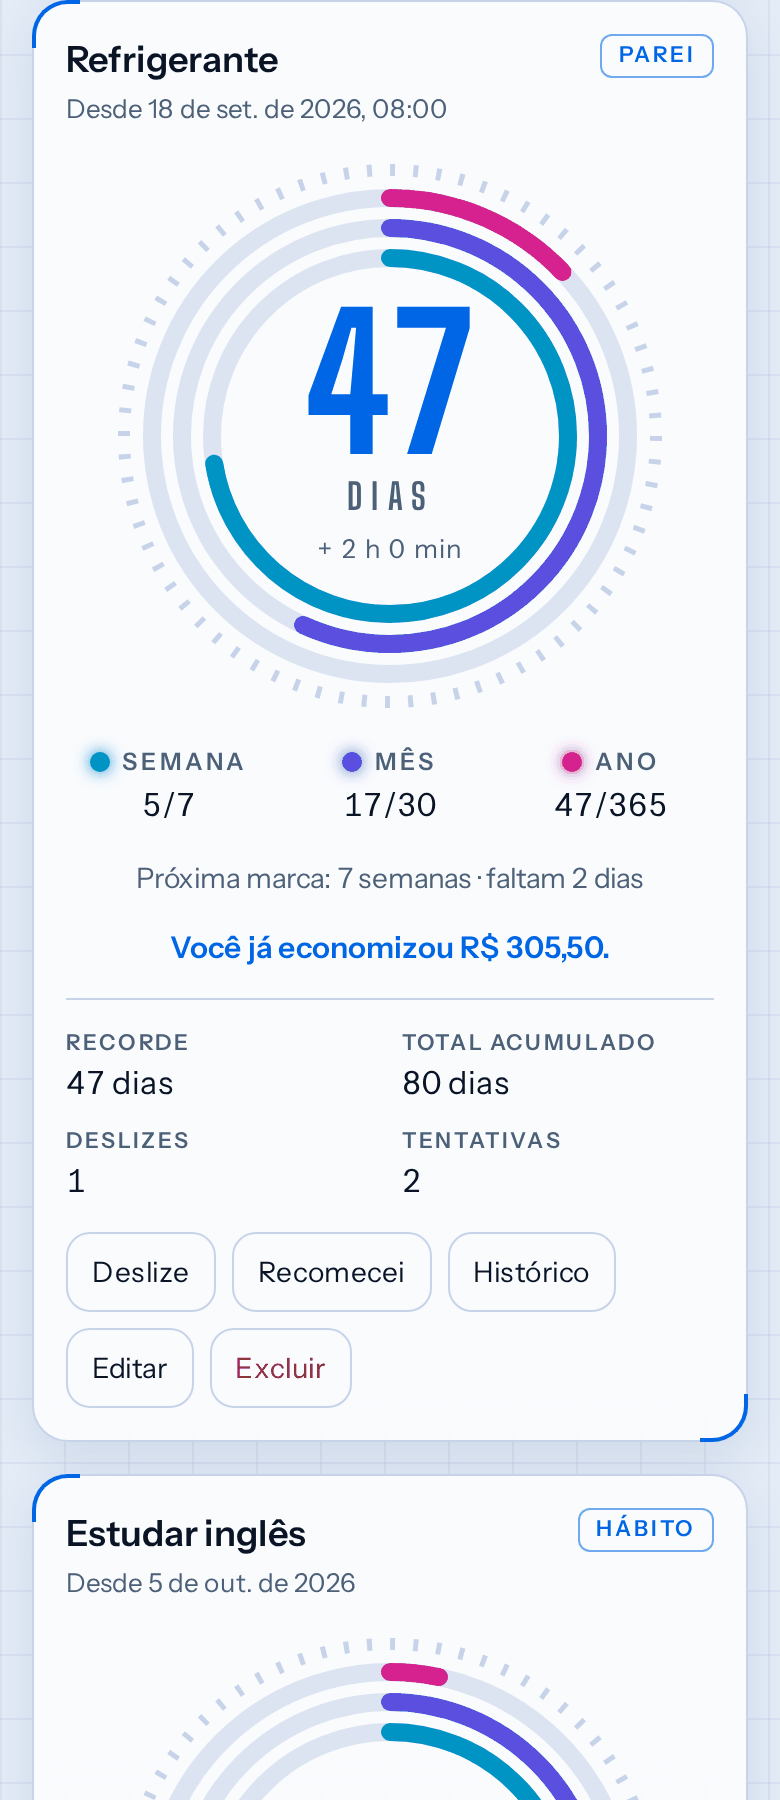 Refrigerante
PAREI
Desde 18 de set. de 2026, 08:00
47
DIAS
+ 2 h 0 min
SEMANA
5/7
MÊS
17/30
ANO
47/365
Próxima marca: 7 semanas · faltam 2 dias
Você já economizou R$ 305,50.
RECORDE
47 dias
TOTAL ACUMULADO
80 dias
DESLIZES
1
TENTATIVAS
2
Deslize
Recomecei
Histórico
Editar
Excluir
Estudar inglês
HÁBITO
Desde 5 de out. de 2026